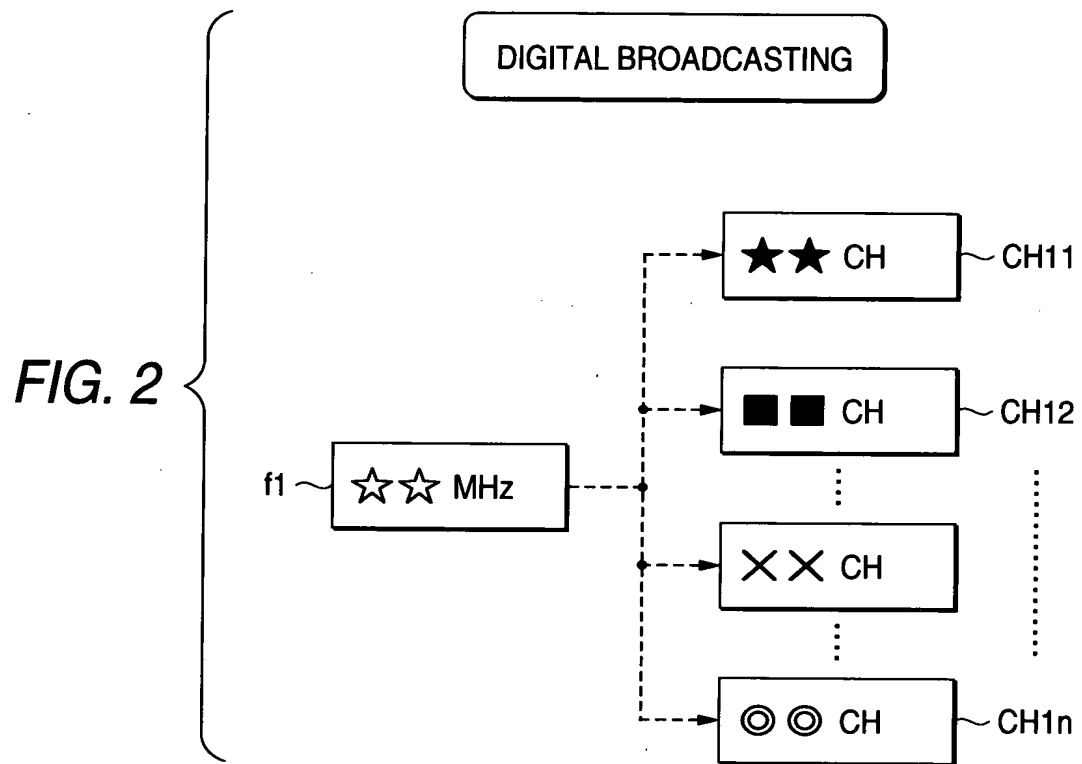 DIGITAL BROADCASTING
FIG. 2
f1
☆☆ MHz
★★ CH
CH11
■■ CH
CH12
×× CH
◎◎ CH
CH1n